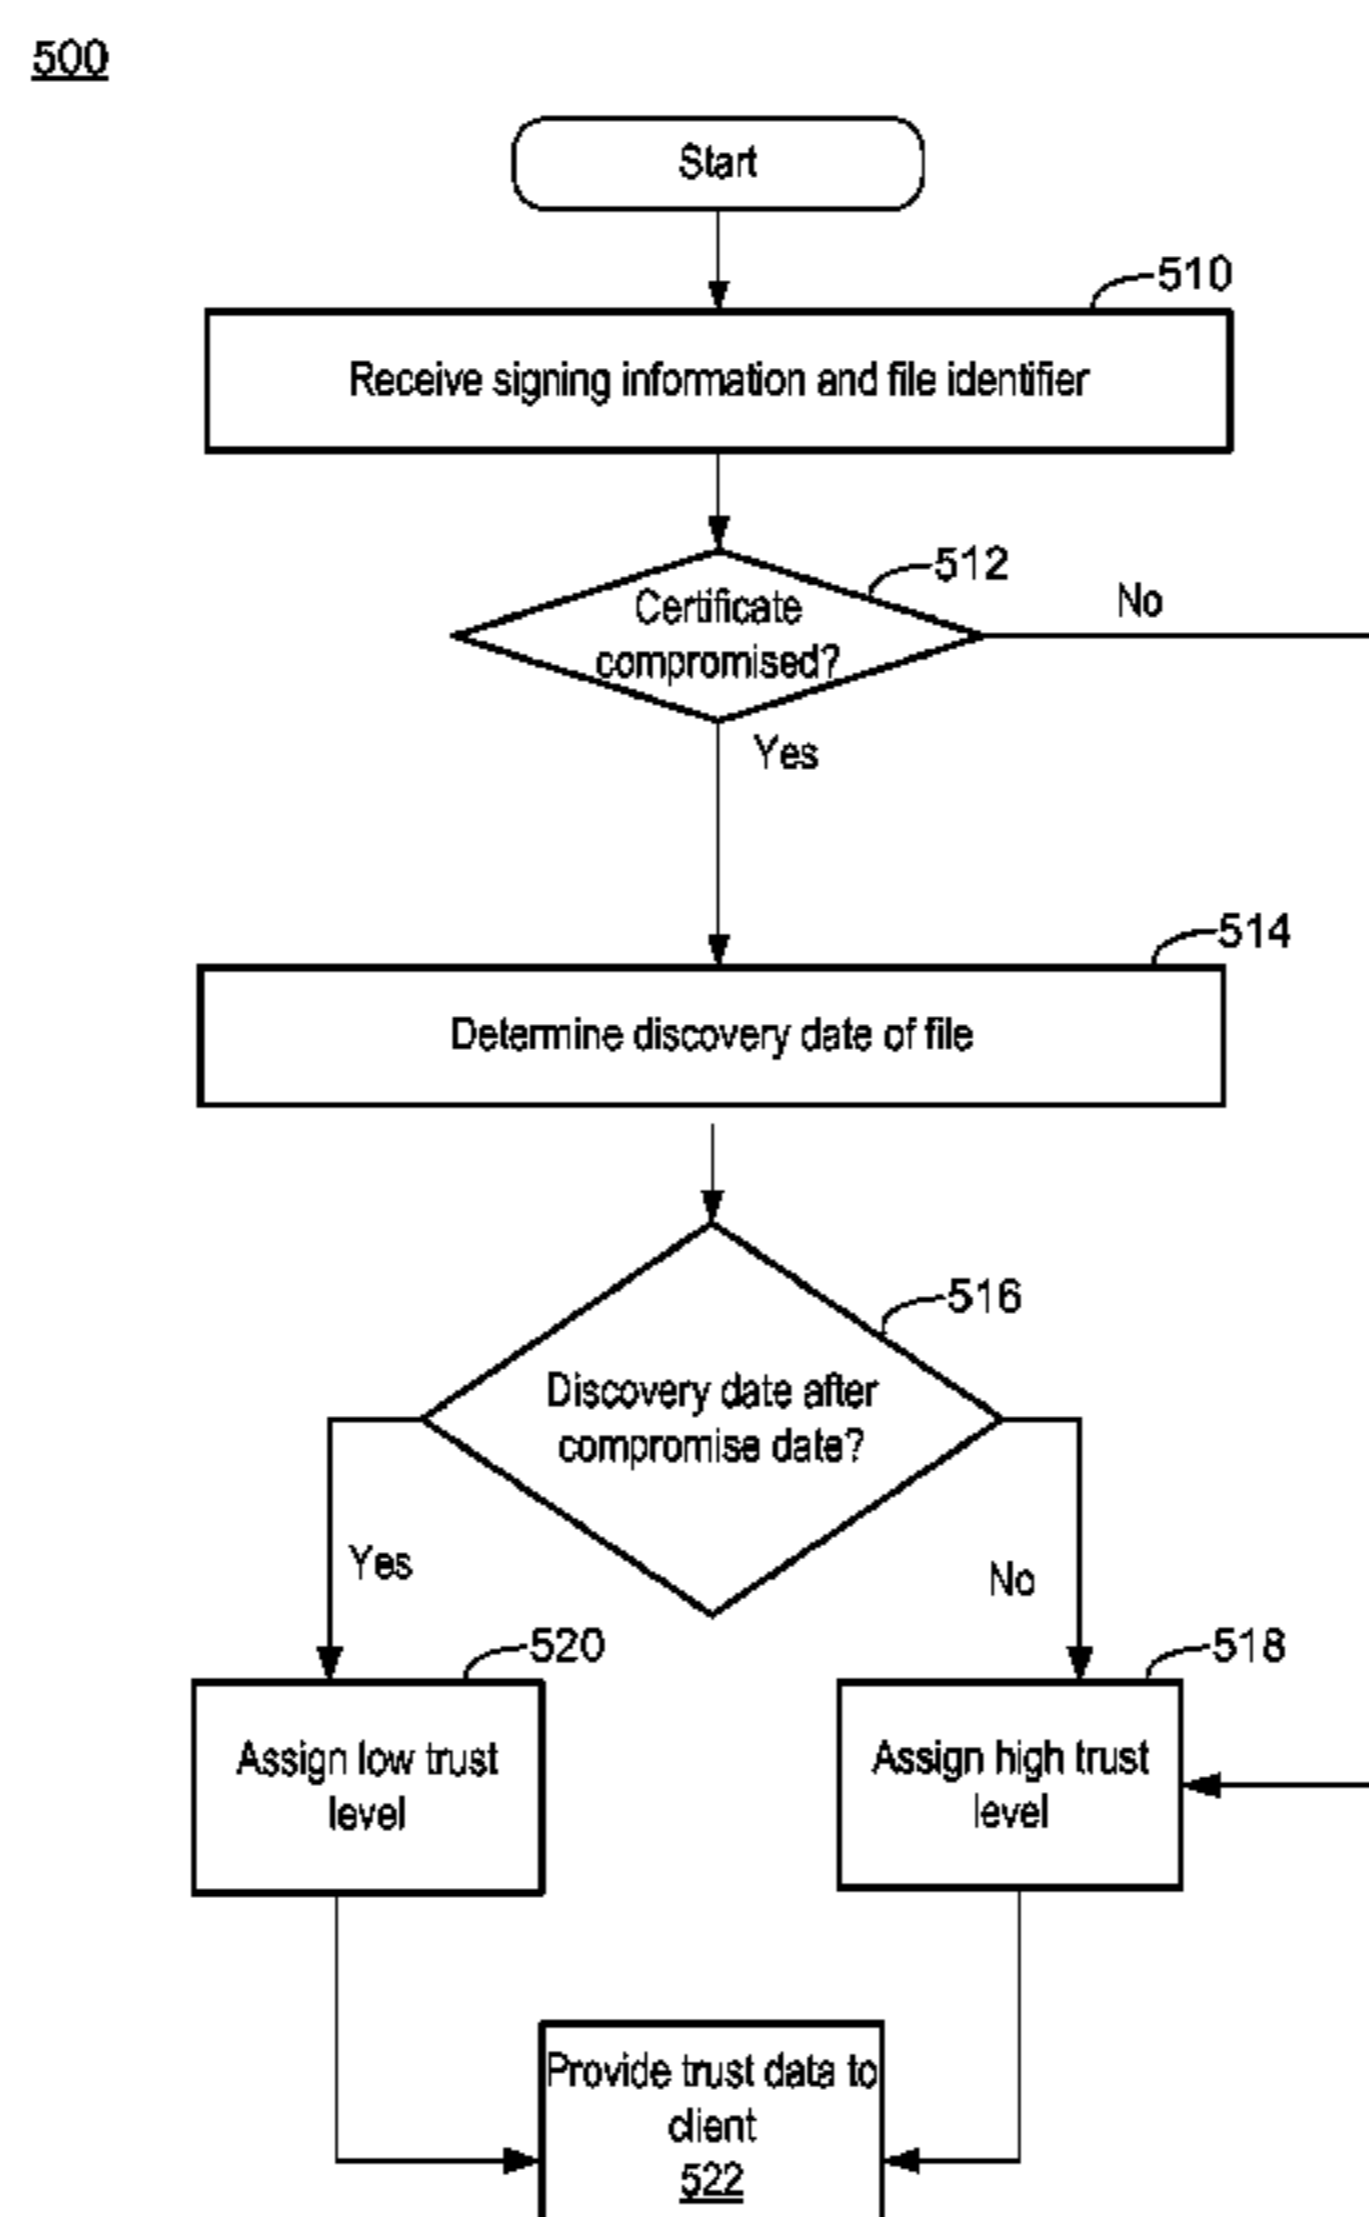 500
Start
510
Receive signing information and file identifier
512
Certificate
compromised?
No
Yes
514
Determine discovery date of file
516
Discovery date after
compromise date?
Yes
No
520
518
Assign low trust
level
Assign high trust
level
Provide trust data to
client
522